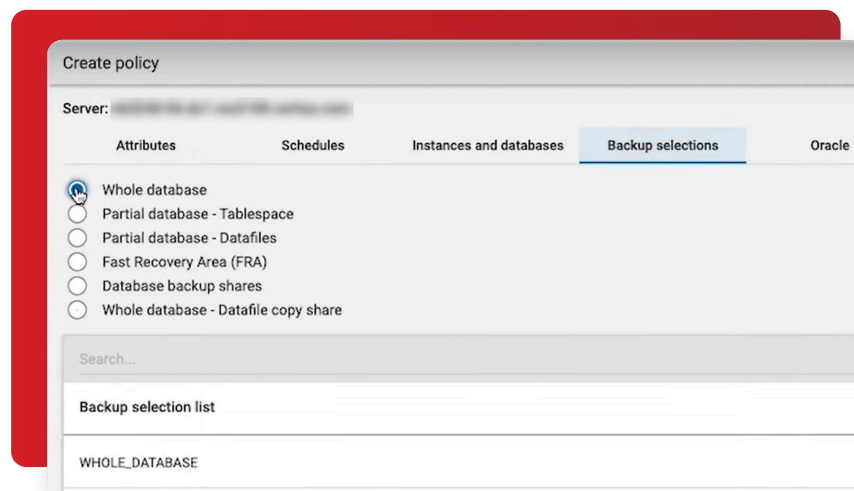 Create policy
Server:
Attributes Schedules Instances and databases Backup selections Oracle
Whole database
Partial database - Tablespace
Partial database - Datafiles
Fast Recovery Area (FRA)
Database backup shares
Whole database - Datafile copy share
Search...
Backup selection list
WHOLE_DATABASE